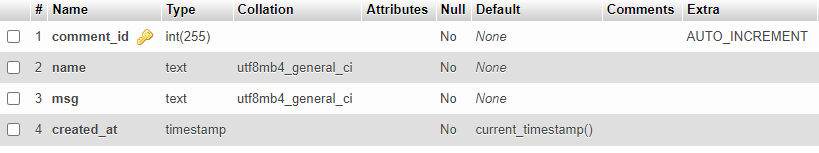 # Name Type Collation Attributes Null Default Comments Extra
1 comment_id int(255) No None AUTO_INCREMENT
2 name text utf8mb4_general_ci No None
3 msg text utf8mb4_general_ci No None
4 created_at timestamp No current_timestamp()